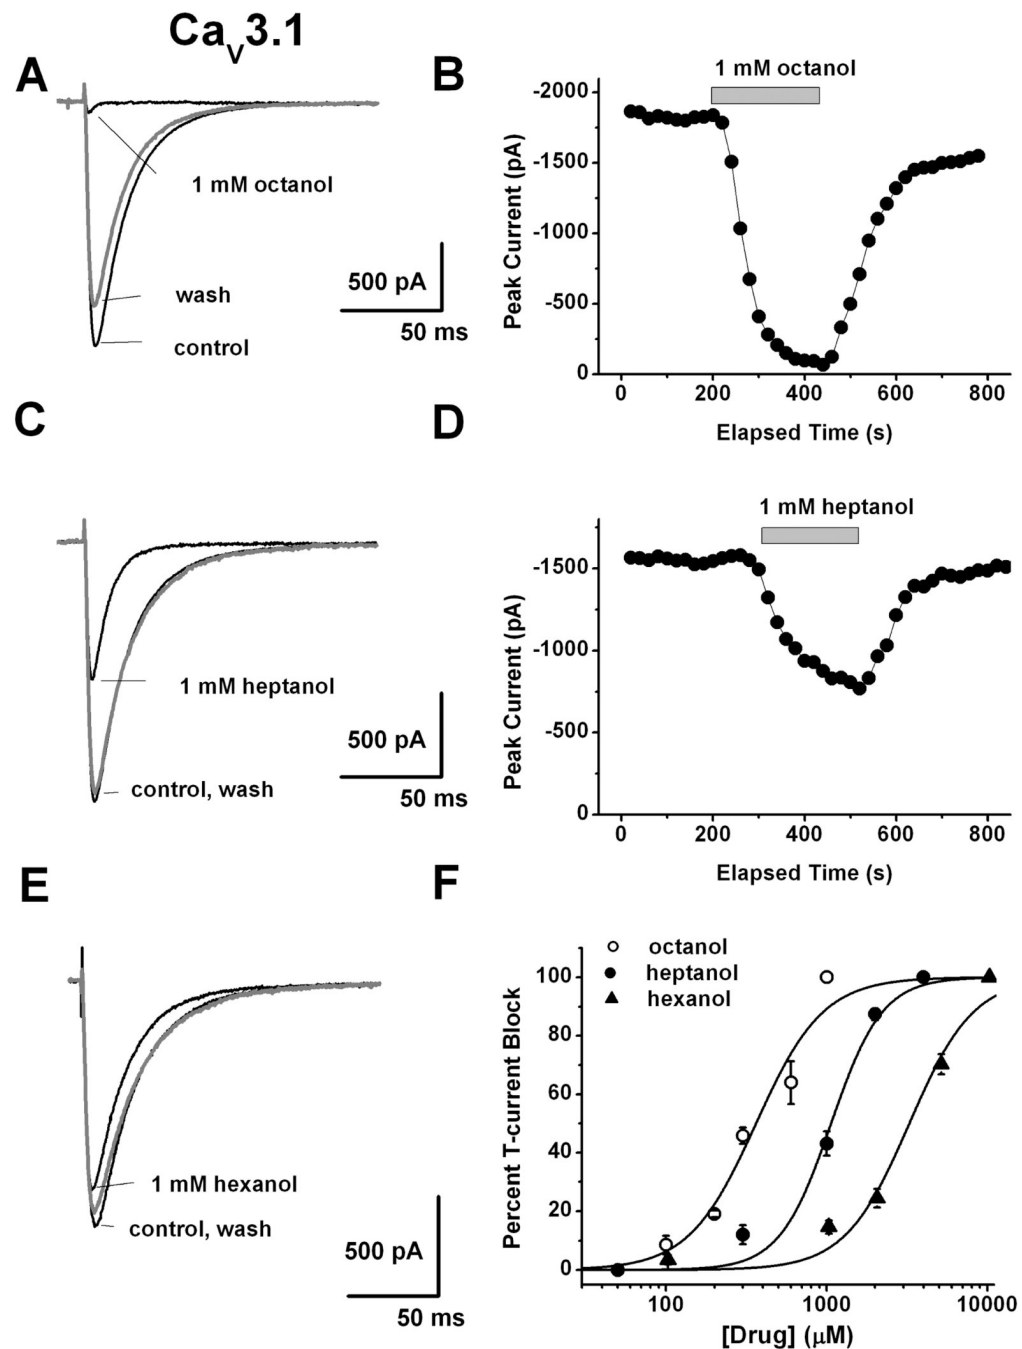 CaV3.1
A
1 mM octanol
wash
control
500 pA
50 ms
B
1 mM octanol
Peak Current (pA)
-2000
-1500
-1000
-500
0
0 200 400 600 800
Elapsed Time (s)
C
1 mM heptanol
control, wash
500 pA
50 ms
D
1 mM heptanol
Peak Current (pA)
-1500
-1000
-500
0
0 200 400 600 800
Elapsed Time (s)
E
1 mM hexanol
control, wash
500 pA
50 ms
F
octanol
heptanol
hexanol
Percent T-current Block
100
80
60
40
20
0
100 1000 10000
[Drug] (μM)